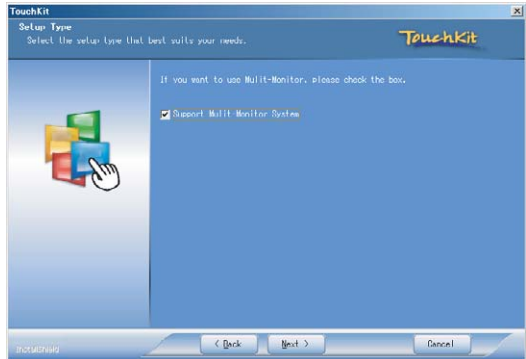 TouchKit
Setup Type
Select the setup type that best suits your needs.
TouchKit
If you want to use Mulit-Monitor, please check the box.
Support Mulit-Monitor System
InstallShield
< Back
Next >
Cancel